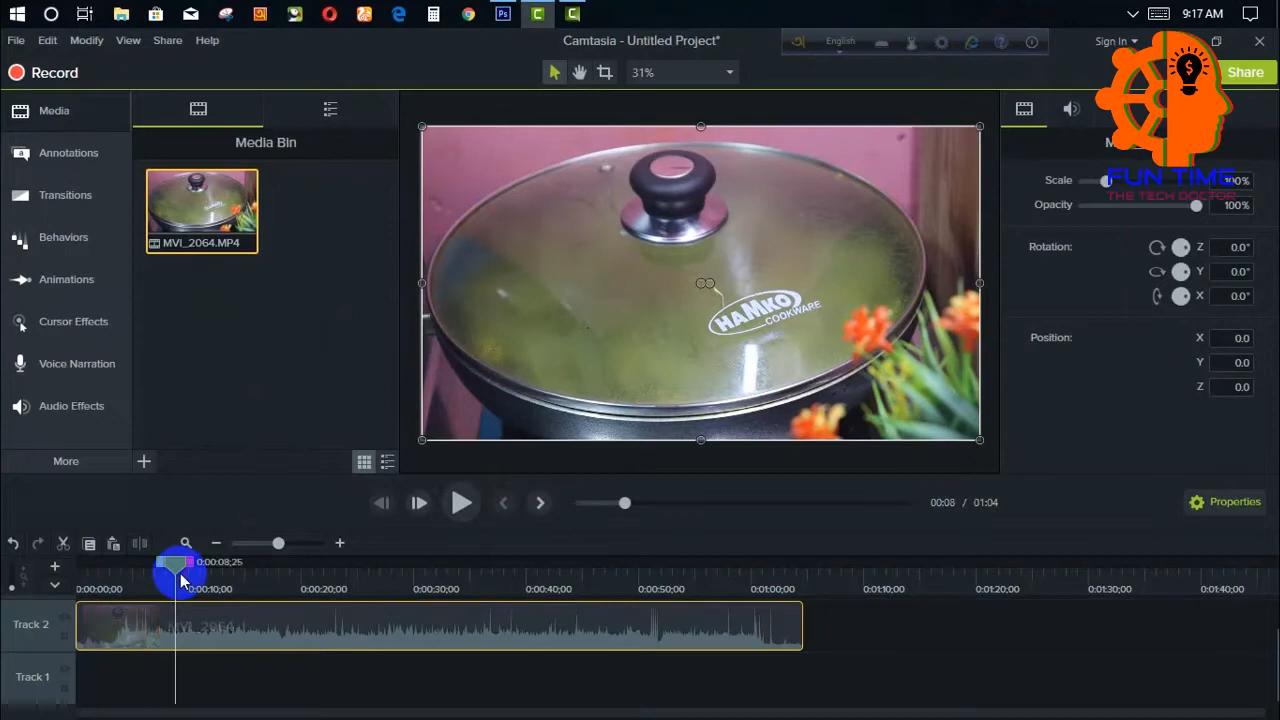 9:17 AM
File Edit Modify View Share Help
Camtasia - Untitled Project*
English
Sign In
Record
31%
Share
Media
Annotations
Transitions
Behaviors
Animations
Cursor Effects
Voice Narration
Audio Effects
More
Media Bin
MVI_2064.MP4
HAMKO
COOKWARE
Scale 100%
FUN TIME
THE TECH DOCTOR
Opacity 100%
Rotation: Z 0.0°
Y 0.0°
X 0.0°
Position: X 0.0
Y 0.0
Z 0.0
00:08 / 01:04
Properties
0:00:08;25
0:00:00;00 0:00:10;00 0:00:20;00 0:00:30;00 0:00:40;00 0:00:50;00 0:01:00;00 0:01:10;00 0:01:20;00 0:01:30;00 0:01:40;00
Track 2
MVI_2064
Track 1